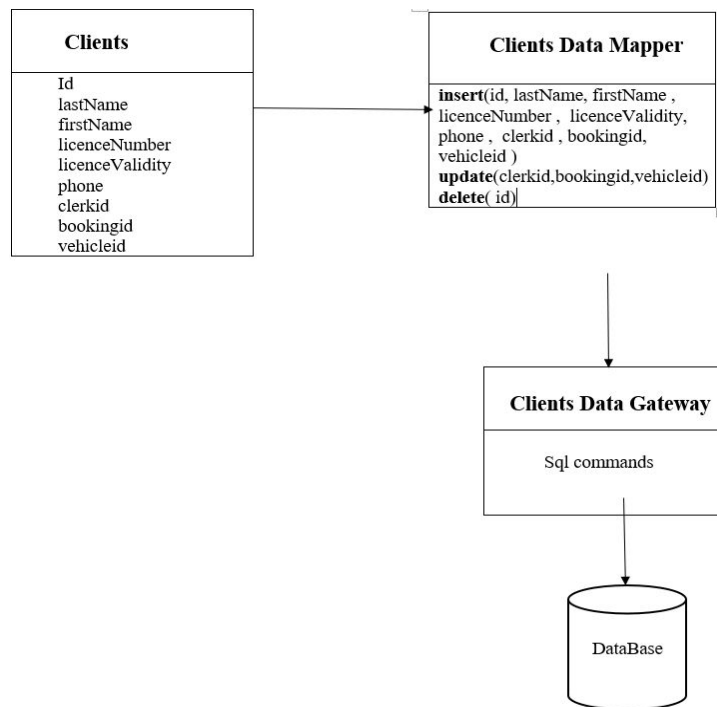 Clients
Id
lastName
firstName
licenceNumber
licenceValidity
phone
clerkid
bookingid
vehicleid
Clients Data Mapper
insert(id, lastName, firstName ,
licenceNumber , licenceValidity,
phone , clerkid , bookingid,
vehicleid )
update(clerkid,bookingid,vehicleid)
delete( id)
Clients Data Gateway
Sql commands
DataBase